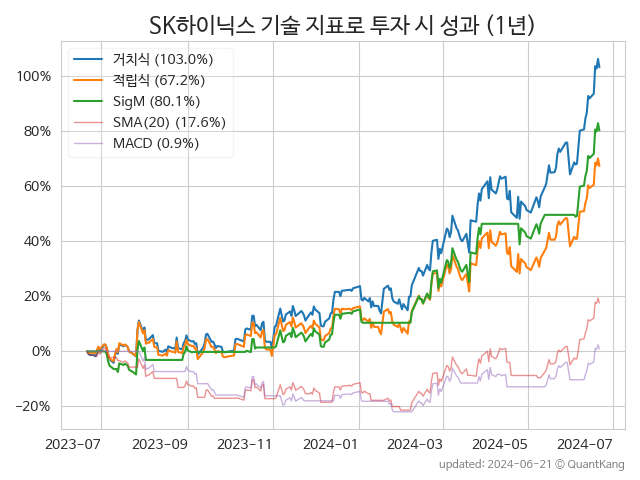 SK하이닉스 기술 지표로 투자 시 성과 (1년)
거치식 (103.0%)
적립식 (67.2%)
SigM (80.1%)
SMA(20) (17.6%)
MACD (0.9%)
100%
80%
60%
40%
20%
0%
−20%
2023-07 2023-09 2023-11 2024-01 2024-03 2024-05 2024-07
updated: 2024-06-21 © QuantKang